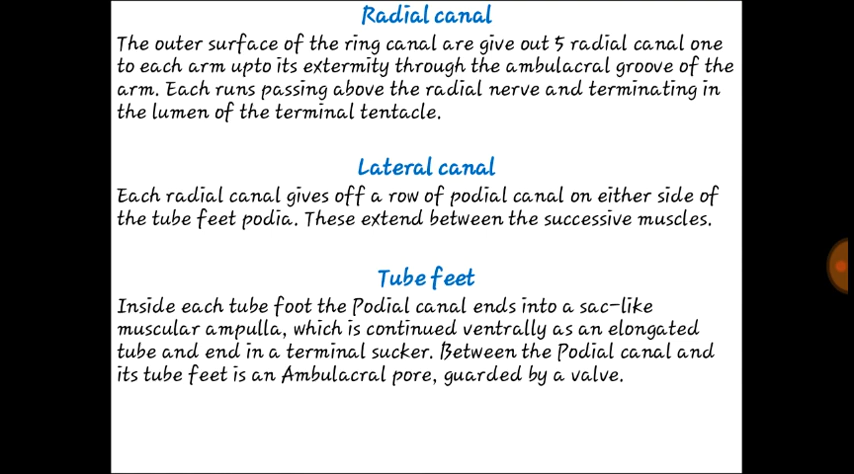 Radial canal
The outer surface of the ring canal are give out 5 radial canal one
to each arm upto its extermity through the ambulacral groove of the
arm. Each runs passing above the radial nerve and terminating in
the lumen of the terminal tentacle.
Lateral canal
Each radial canal gives off a row of podial canal on either side of
the tube feet podia. These extend between the successive muscles.
Tube feet
Inside each tube foot the Podial canal ends into a sac-like
muscular ampulla, which is continued ventrally as an elongated
tube and end in a terminal sucker. Between the Podial canal and
its tube feet is an Ambulacral pore, guarded by a valve.